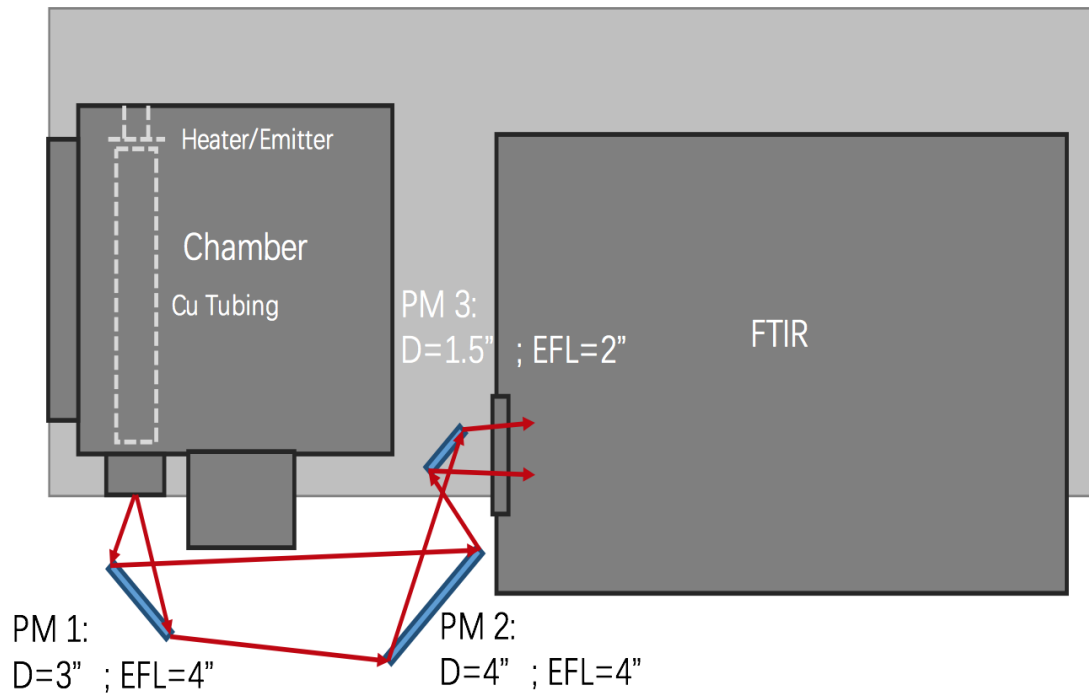 Heater/Emitter
Chamber
Cu Tubing
PM 3:
D=1.5” ; EFL=2”
FTIR
PM 1:
D=3” ; EFL=4”
PM 2:
D=4” ; EFL=4”